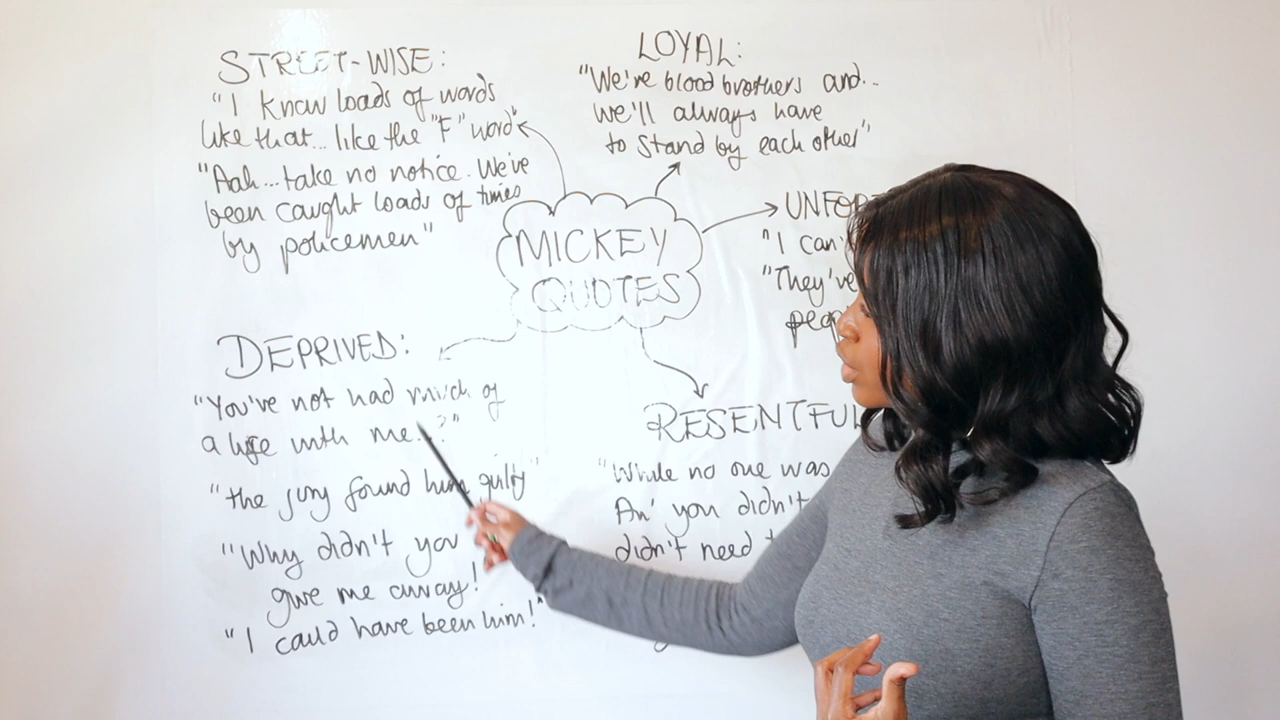 STREET-WISE:
"I know loads of words
like that... like the "F" word"
"Aah...take no notice. We've
been caught loads of times
by policemen"
LOYAL:
"We're blood brothers and..
we'll always have
to stand by each other"
MICKEY
QUOTES
"I
"They've
DEPRIVED:
"You've not had much of
a life with me...?"
"the jury found him guilty"
"Why didn't you
give me away!
"I could have been him!"
RESENTFUL
"While no one was
An' you didn't
didn't need